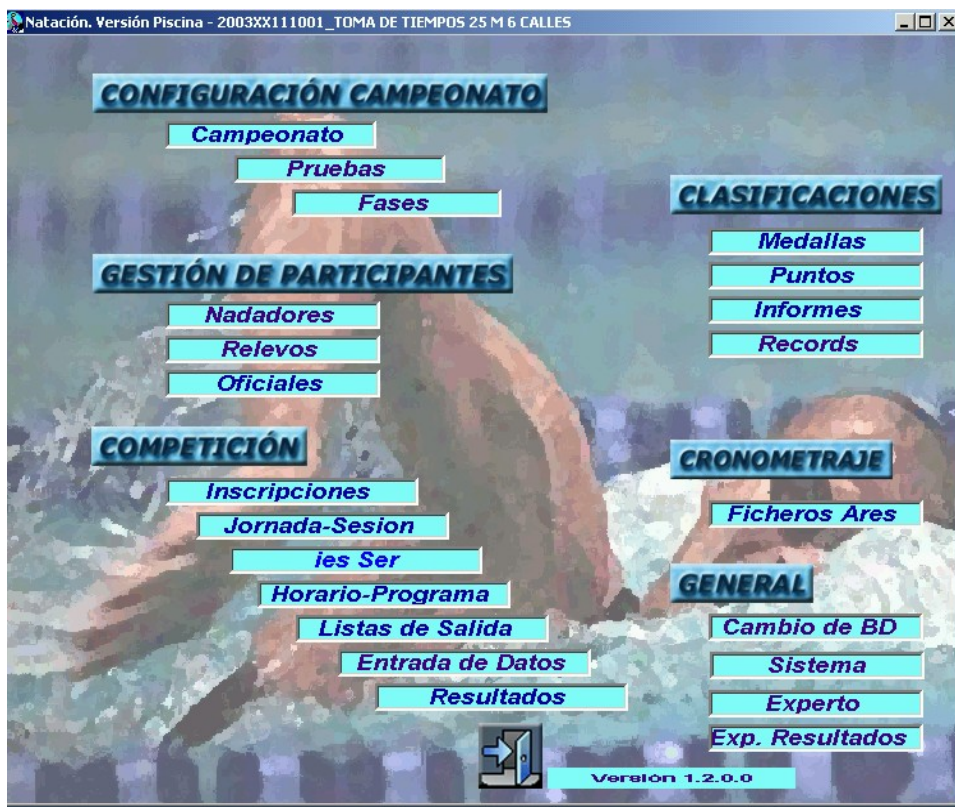 Natación. Versión Piscina - 2003XX111001_TOMA DE TIEMPOS 25 M 6 CALLES
CONFIGURACIÓN CAMPEONATO
Campeonato
Pruebas
Fases
GESTIÓN DE PARTICIPANTES
Nadadores
Relevos
Oficiales
COMPETICIÓN
Inscripciones
Jornada-Sesion
ies Ser
Horario-Programa
Listas de Salida
Entrada de Datos
Resultados
CLASIFICACIONES
Medallas
Puntos
Informes
Records
CRONOMETRAJE
Ficheros Ares
GENERAL
Cambio de BD
Sistema
Experto
Exp. Resultados
Versión 1.2.0.0